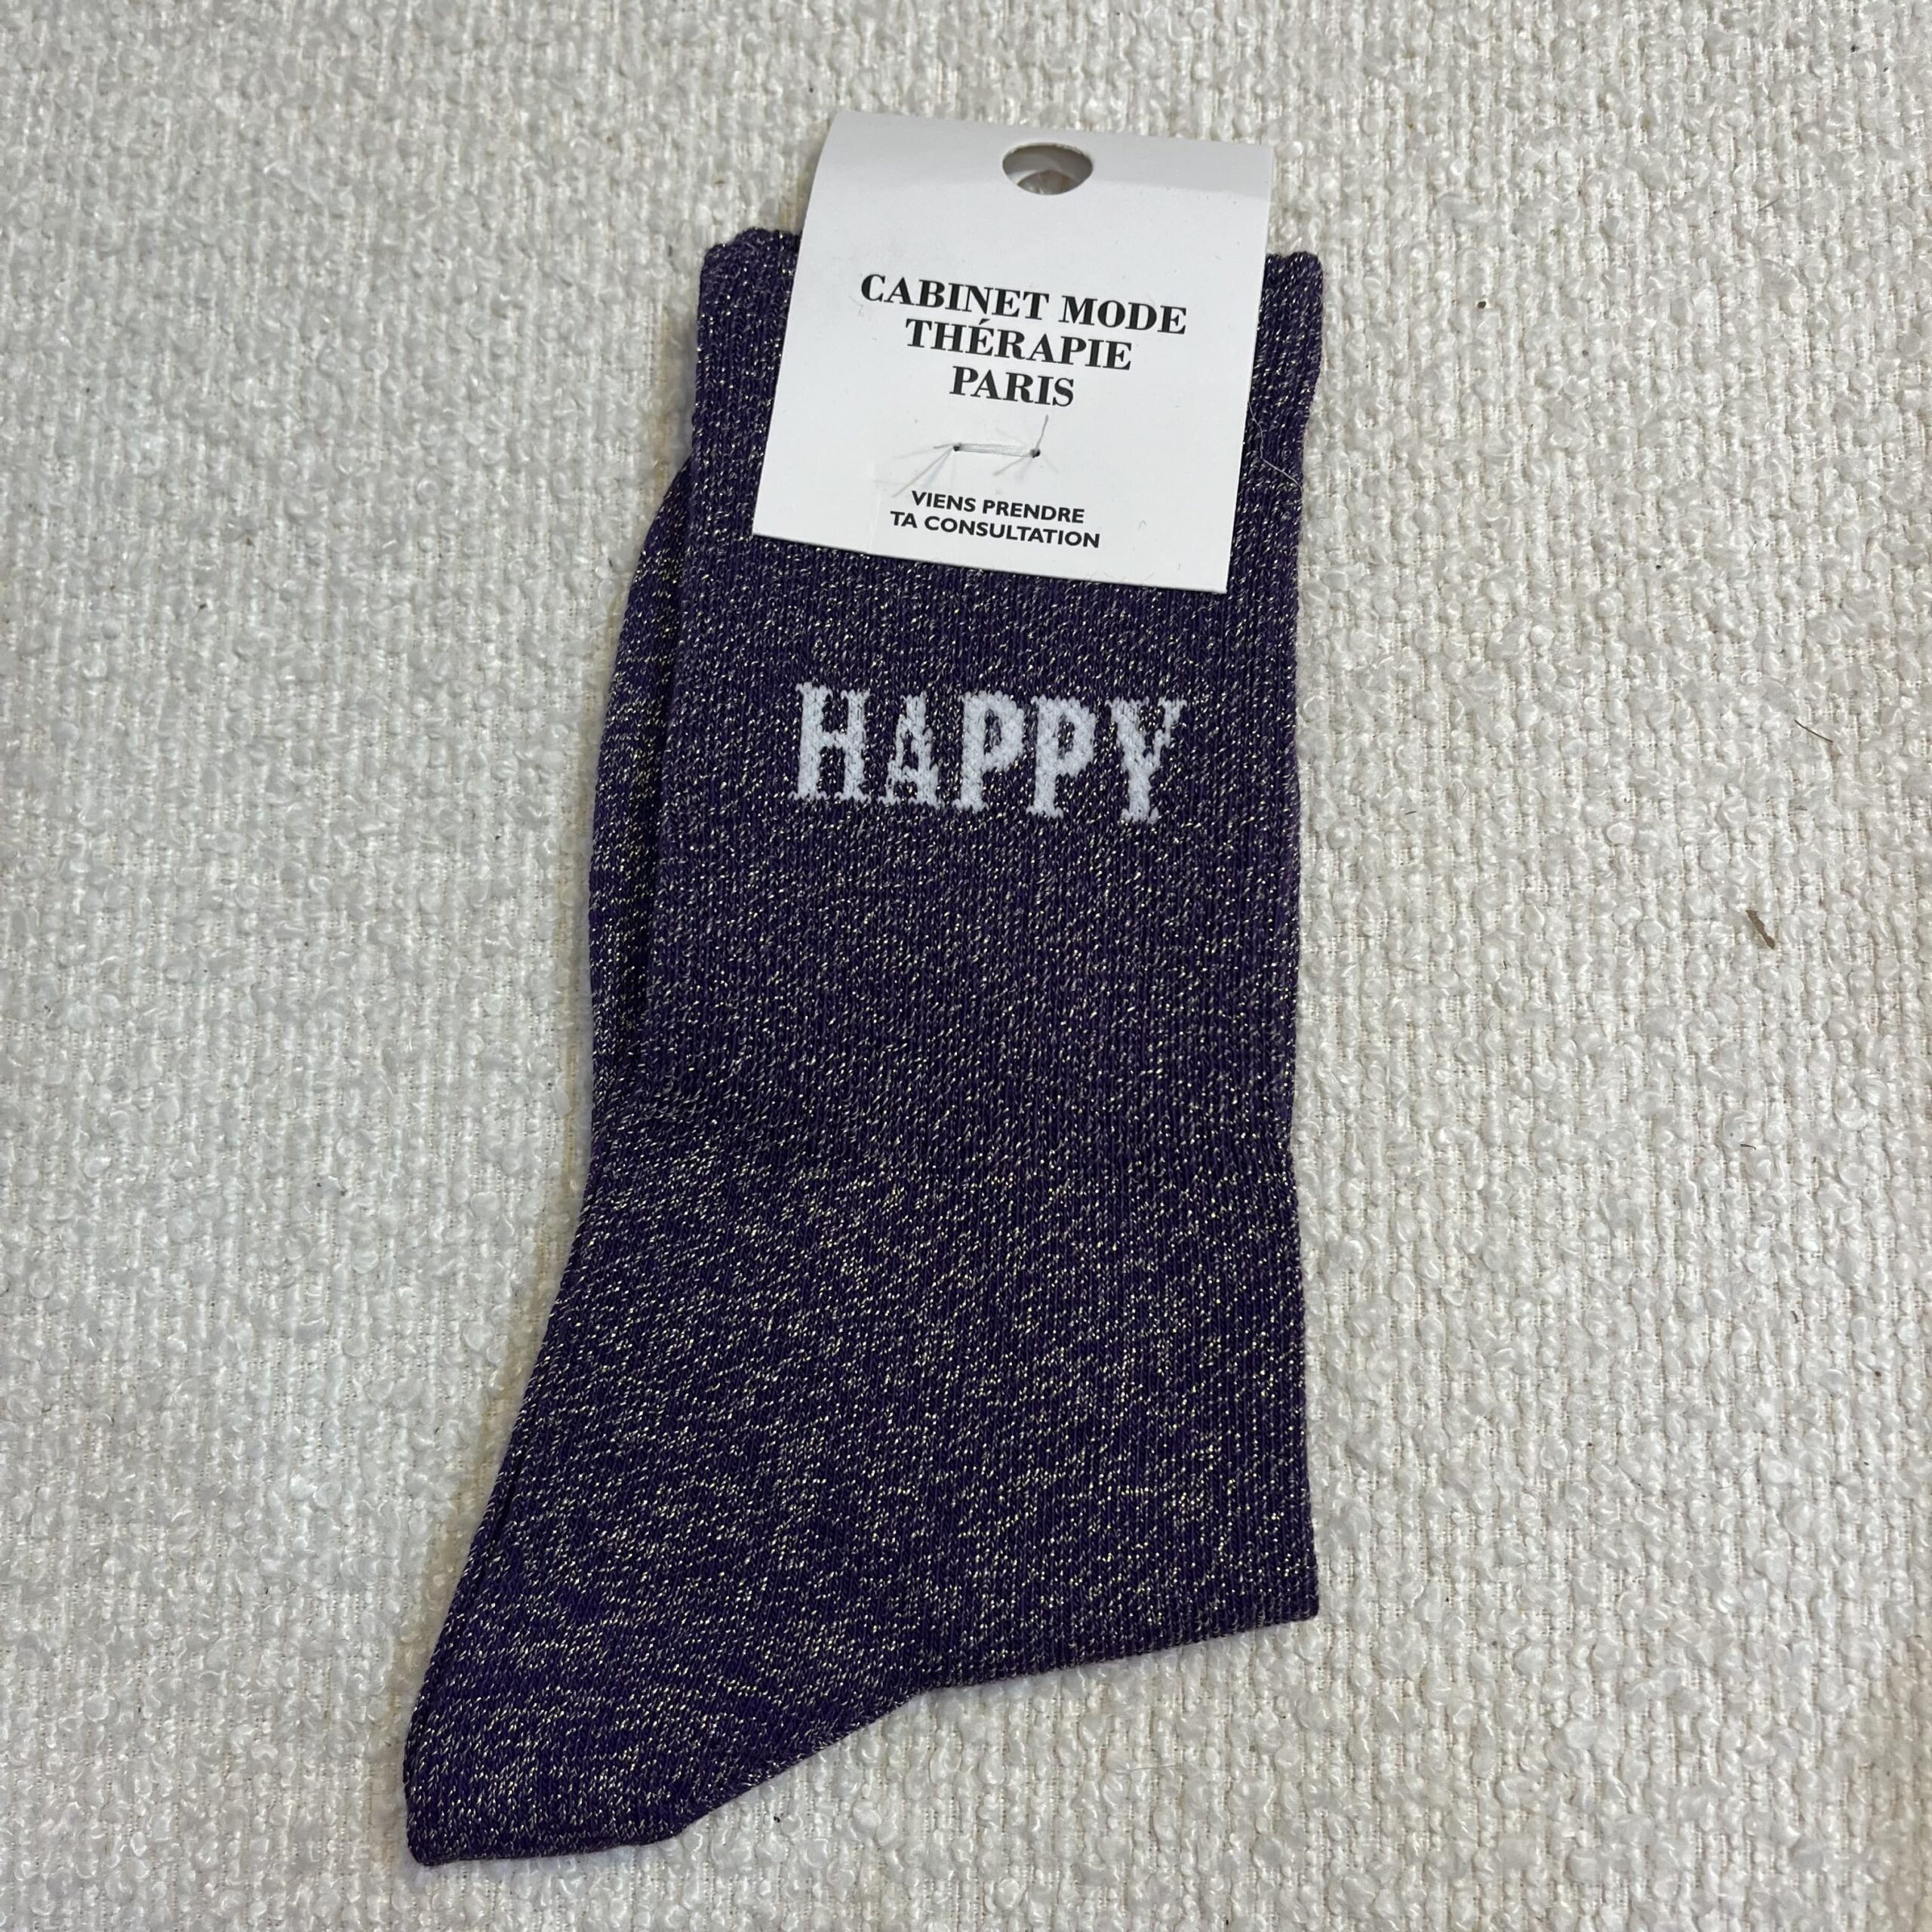 CABINET MODE
THÉRAPIE
PARIS
VIENS PRENDRE
TA CONSULTATION
HAPPY